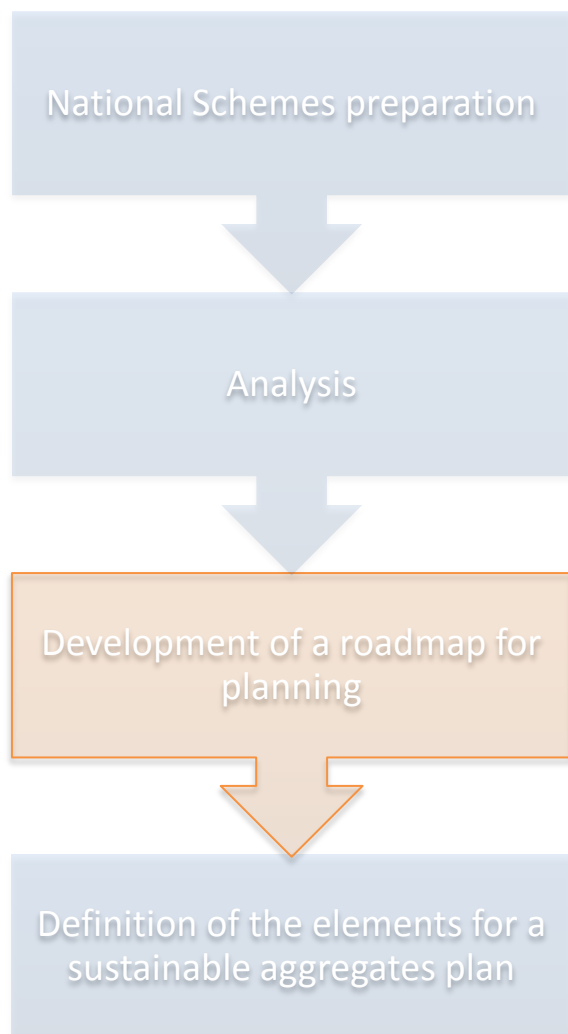 National Schemes preparation
Analysis
Development of a roadmap for
planning
Definition of the elements for a
sustainable aggregates plan